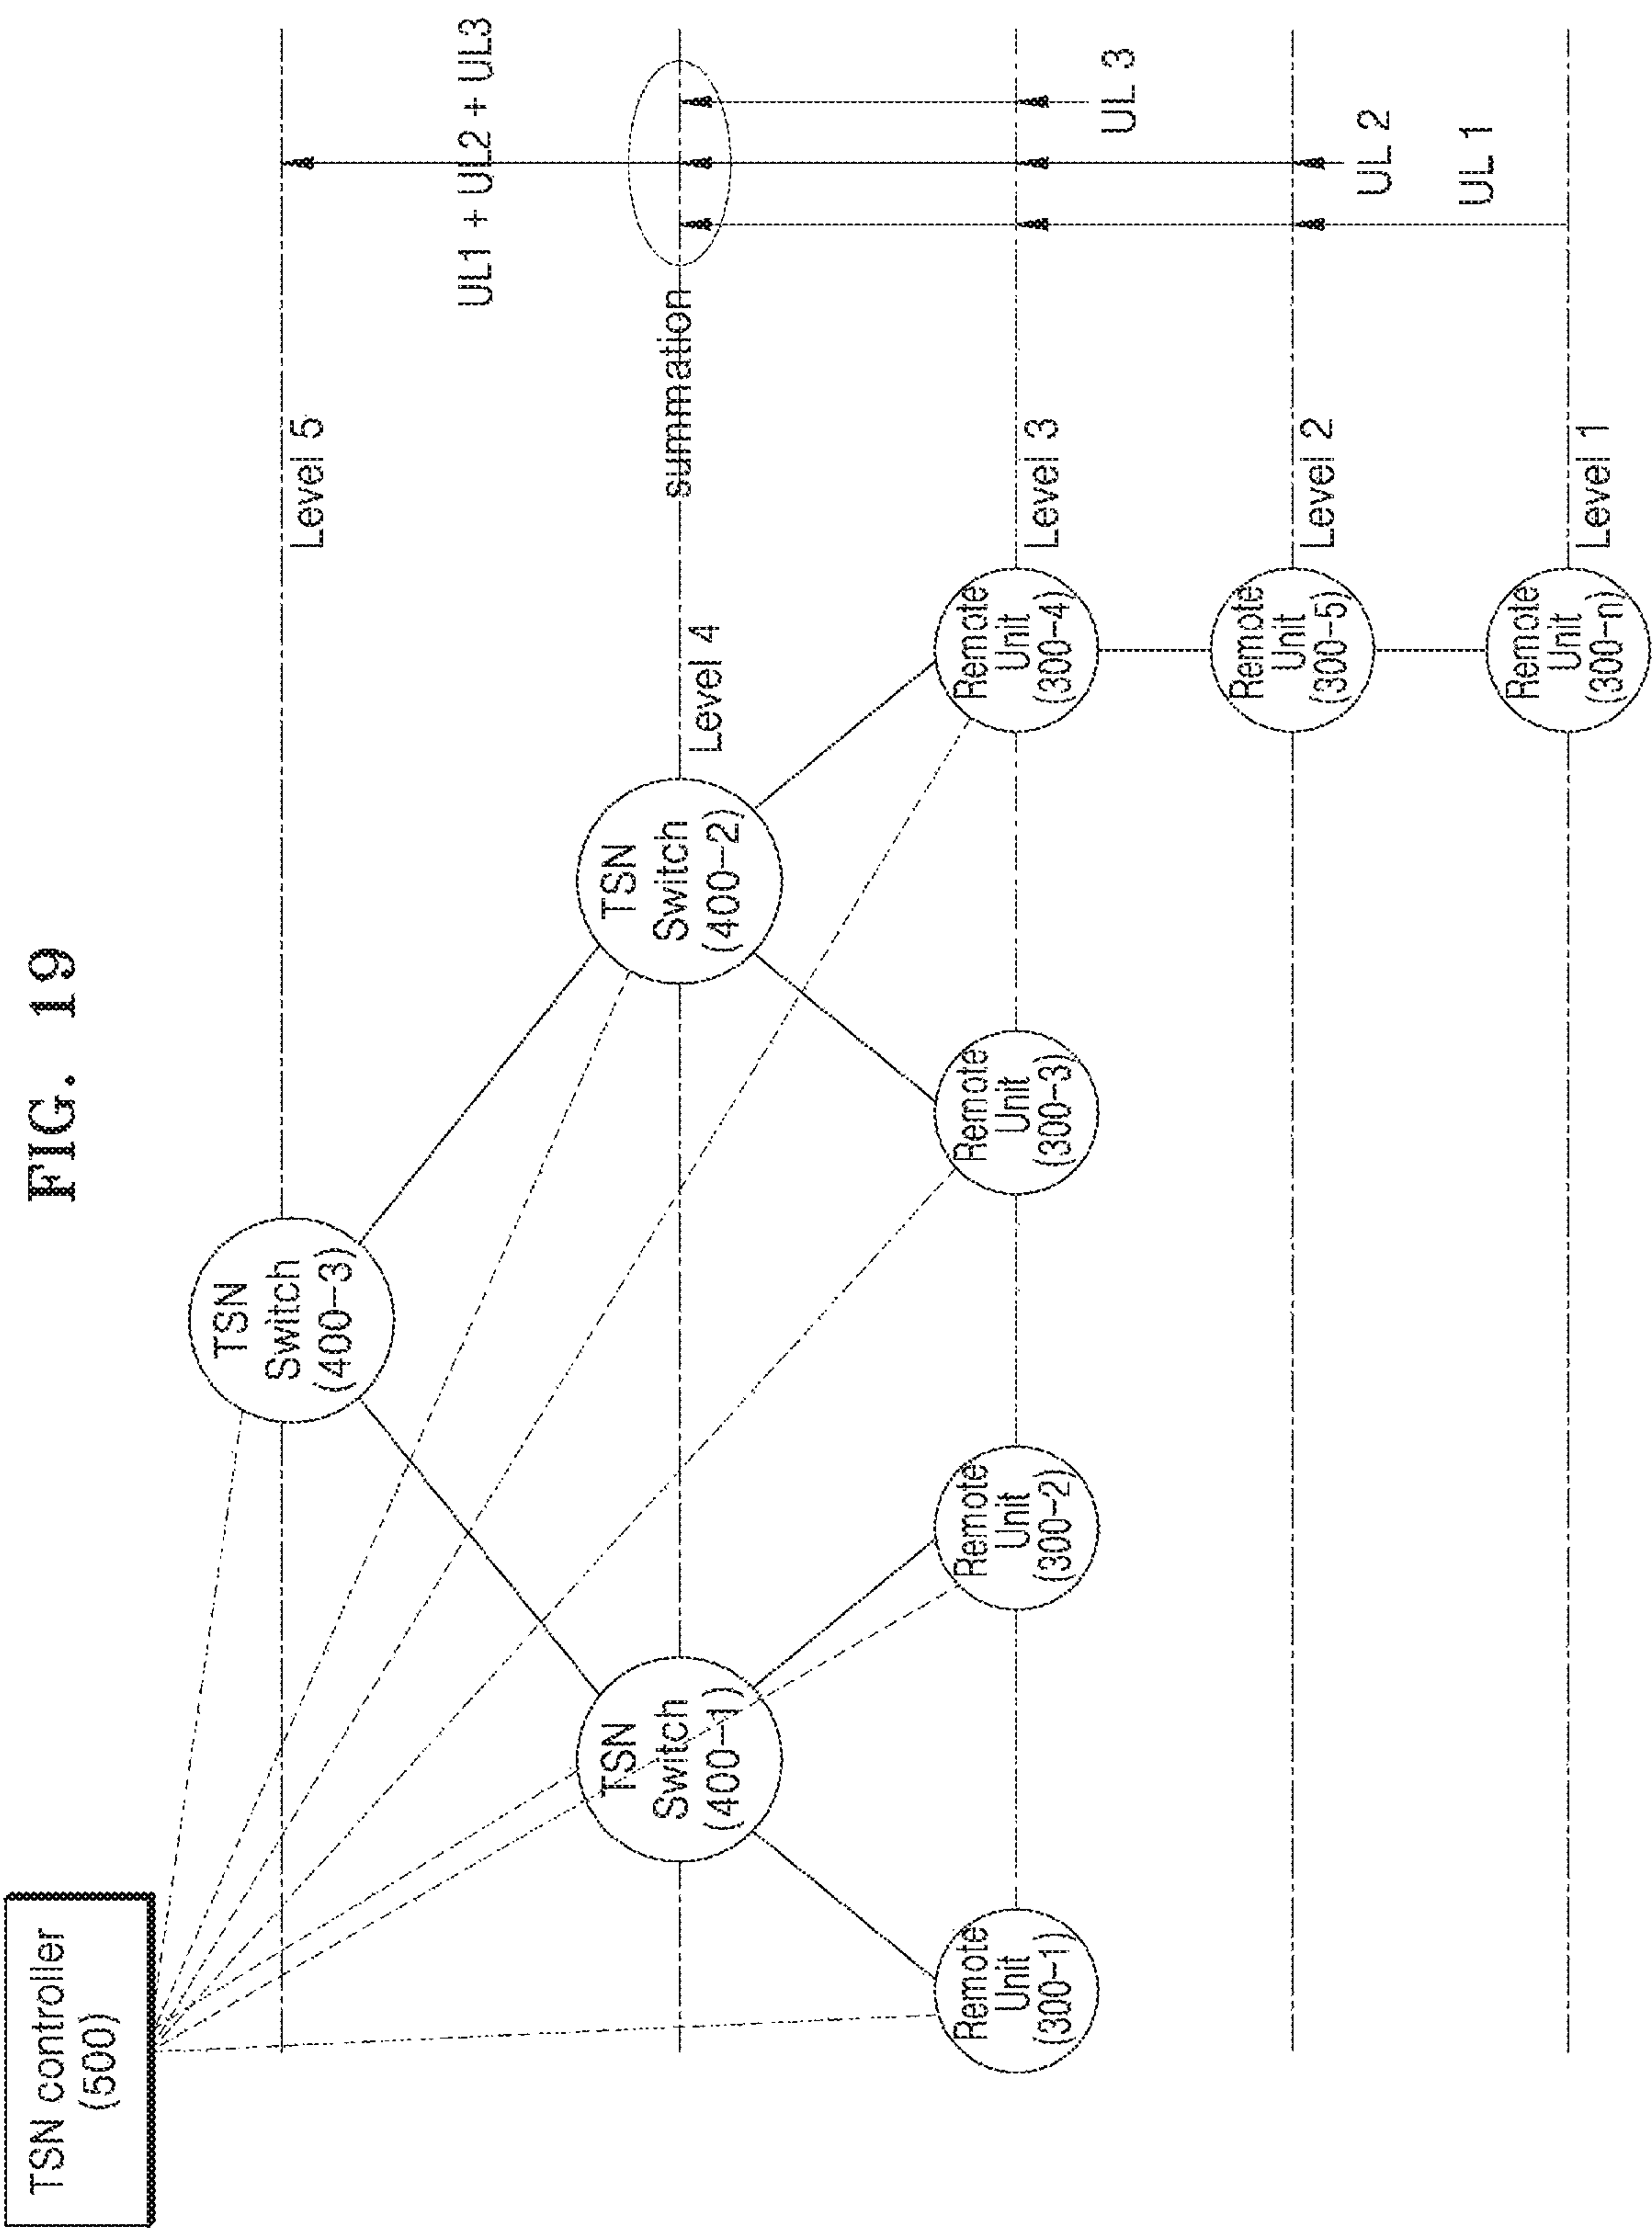 FIG. 19
TSN controller
(500)
TSN
Switch
(400-3)
Level 5
UL1 + UL2 + UL3
TSN
Switch
(400-1)
TSN
Switch
(400-2)
Level 4
summation
Remote
Unit
(300-1)
Remote
Unit
(300-2)
Remote
Unit
(300-3)
Remote
Unit
(300-4)
Level 3
UL 3
Remote
Unit
(300-5)
Level 2
UL 2
UL 1
Remote
Unit
(300-n)
Level 1